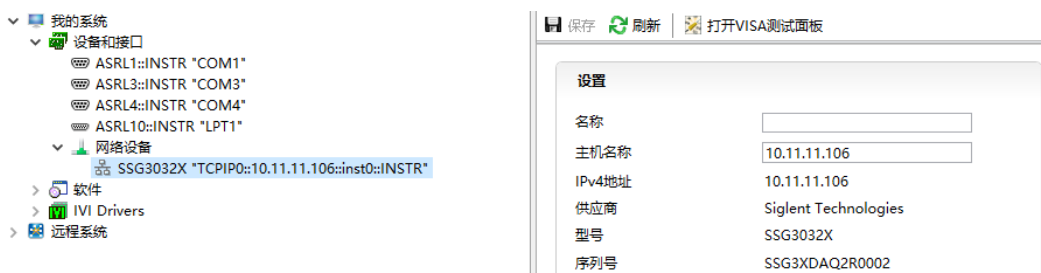 我的系统
设备和接口
ASRL1::INSTR "COM1"
ASRL3::INSTR "COM3"
ASRL4::INSTR "COM4"
ASRL10::INSTR "LPT1"
网络设备
SSG3032X "TCPIP0::10.11.11.106::inst0::INSTR"
软件
IVI Drivers
远程系统
保存 刷新 打开VISA测试面板
设置
名称
主机名称 10.11.11.106
IPv4地址 10.11.11.106
供应商 Siglent Technologies
型号 SSG3032X
序列号 SSG3XDAQ2R0002